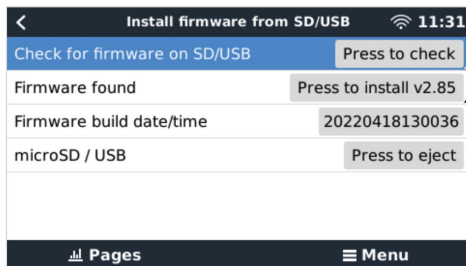 Install firmware from SD/USB 11:31
Check for firmware on SD/USB Press to check
Firmware found Press to install v2.85
Firmware build date/time 20220418130036
microSD / USB Press to eject
Pages Menu